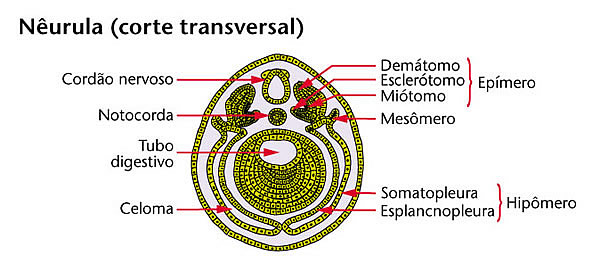 Nêurula (corte transversal)
Cordão nervoso
Notocorda
Tubo
digestivo
Celoma
Demátomo
Esclerótomo
Miótomo
Epímero
Mesômero
Somatopleura
Esplancnopleura
Hipômero